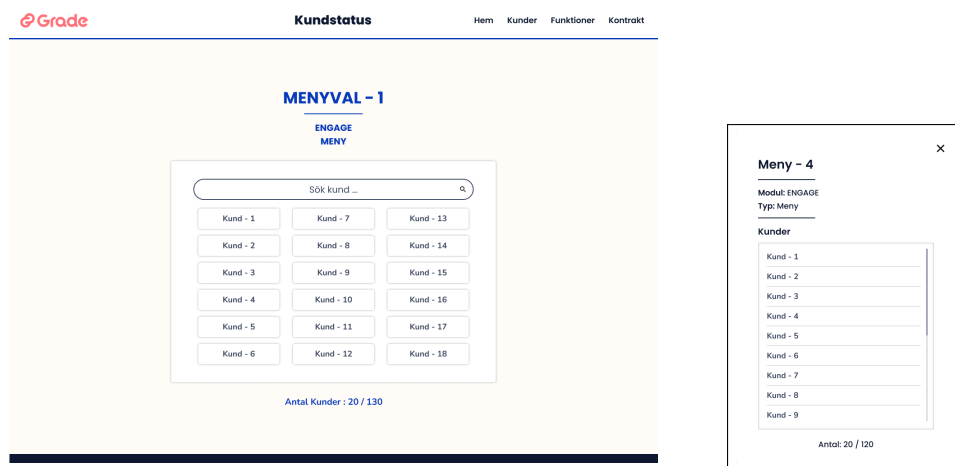 Grade
Kundstatus
Hem Kunder Funktioner Kontrakt
MENYVAL - 1
ENGAGE
MENY
Sök kund ...
Kund - 1 Kund - 7 Kund - 13
Kund - 2 Kund - 8 Kund - 14
Kund - 3 Kund - 9 Kund - 15
Kund - 4 Kund - 10 Kund - 16
Kund - 5 Kund - 11 Kund - 17
Kund - 6 Kund - 12 Kund - 18
Antal Kunder : 20 / 130
Meny - 4
Modul: ENGAGE
Typ: Meny
Kunder
Kund - 1
Kund - 2
Kund - 3
Kund - 4
Kund - 5
Kund - 6
Kund - 7
Kund - 8
Kund - 9
Antal: 20 / 120